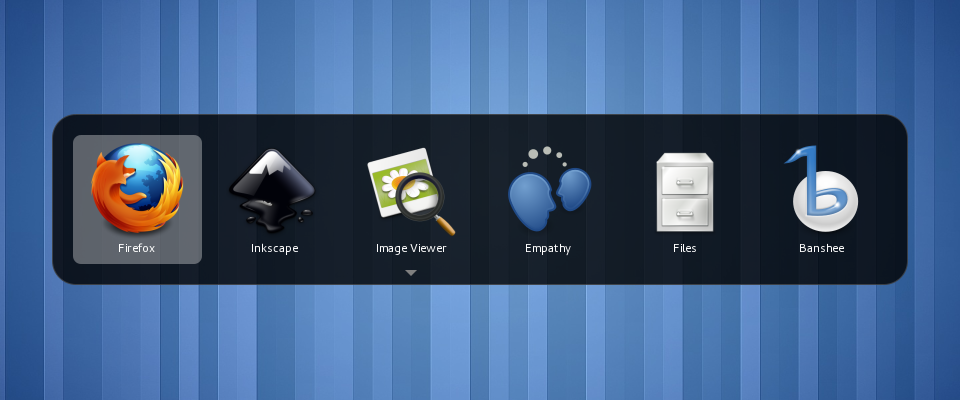 Firefox
Inkscape
Image Viewer
Empathy
Files
Banshee